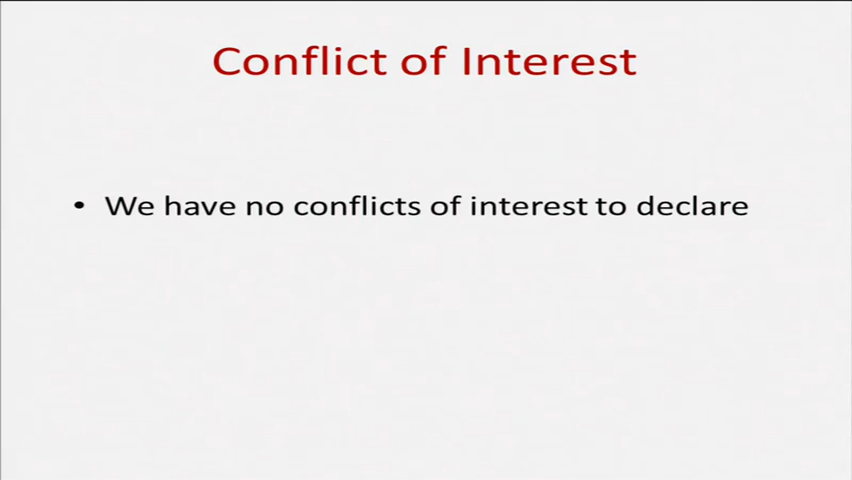 Conflict of Interest
• We have no conflicts of interest to declare